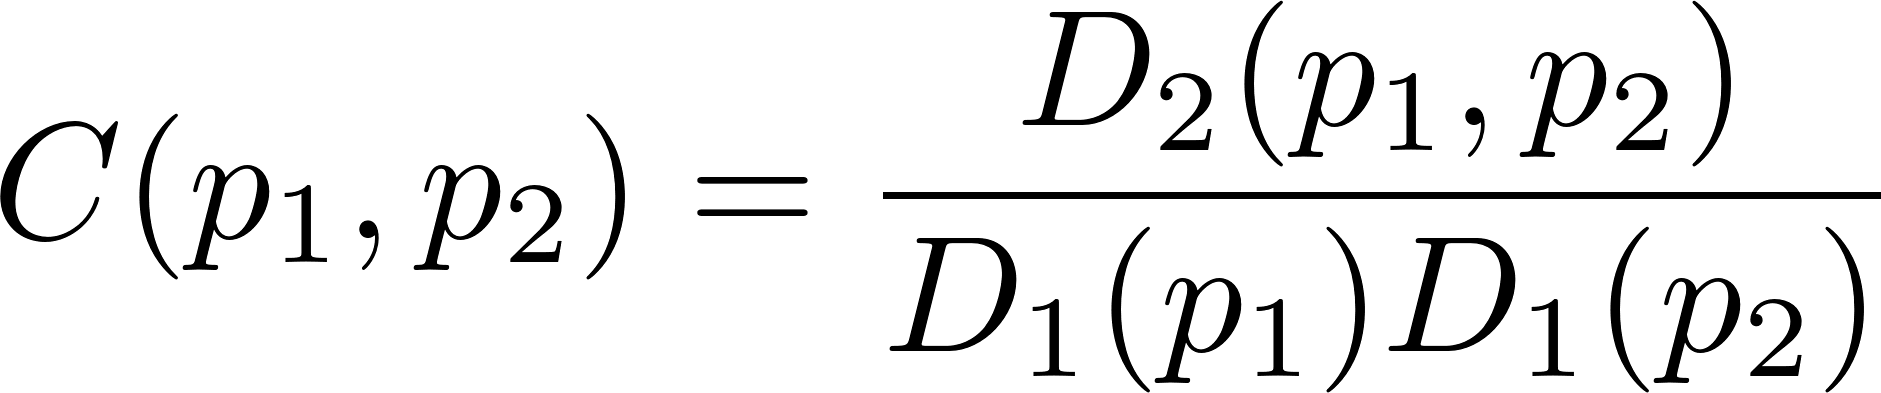 $C(p_1, p_2) = \frac{D_2(p_1, p_2)}{D_1(p_1) D_1(p_2)}$